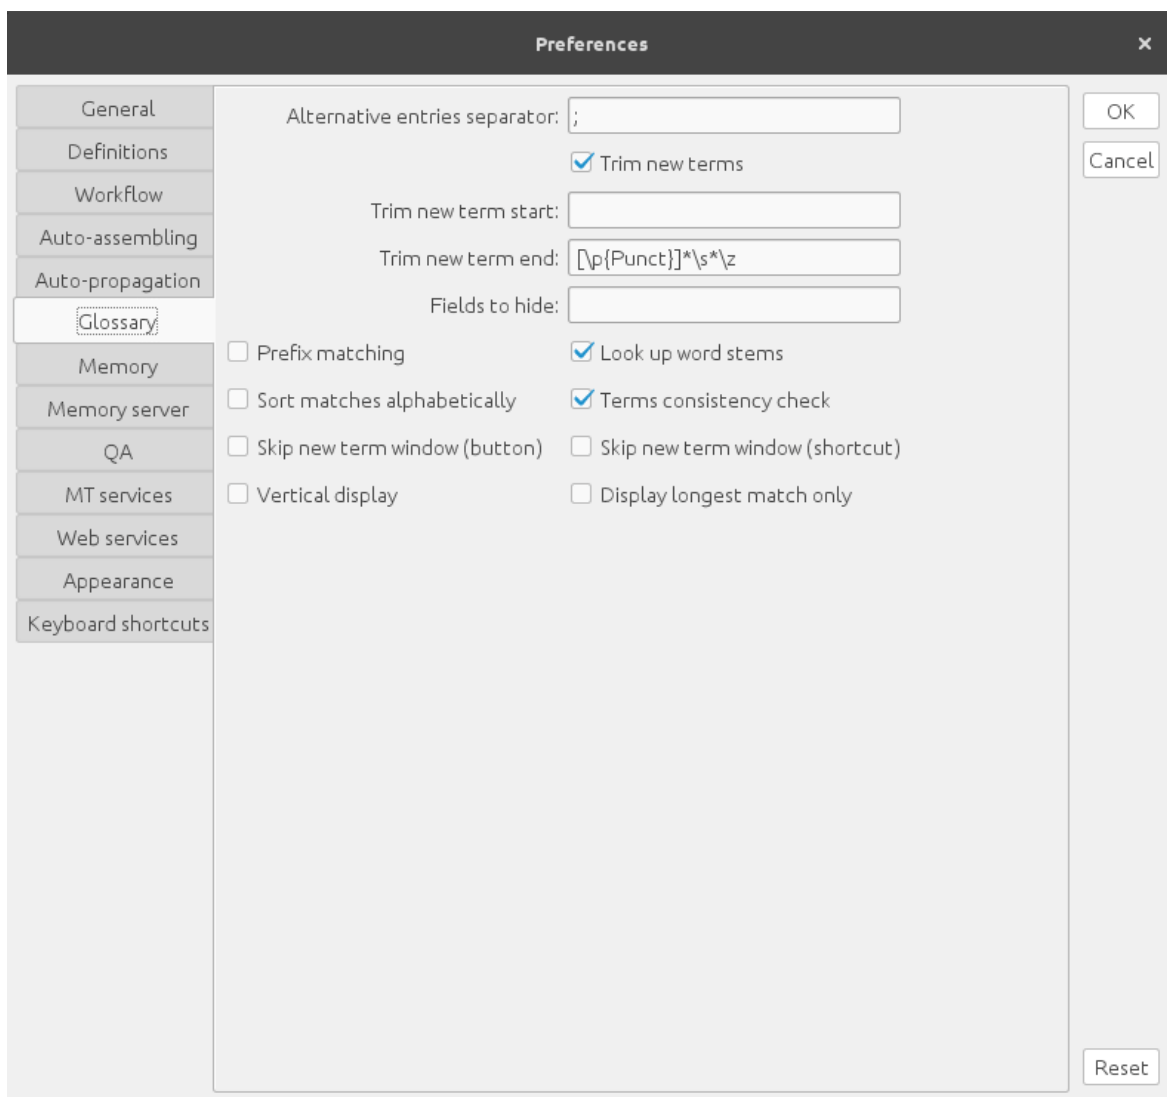 Preferences
General
Definitions
Workflow
Auto-assembling
Auto-propagation
Glossary
Memory
Memory server
QA
MT services
Web services
Appearance
Keyboard shortcuts
Alternative entries separator: ;
Trim new terms
Trim new term start:
Trim new term end: [\p{Punct}]*\s*\z
Fields to hide:
Prefix matching Look up word stems
Sort matches alphabetically Terms consistency check
Skip new term window (button) Skip new term window (shortcut)
Vertical display Display longest match only
OK
Cancel
Reset